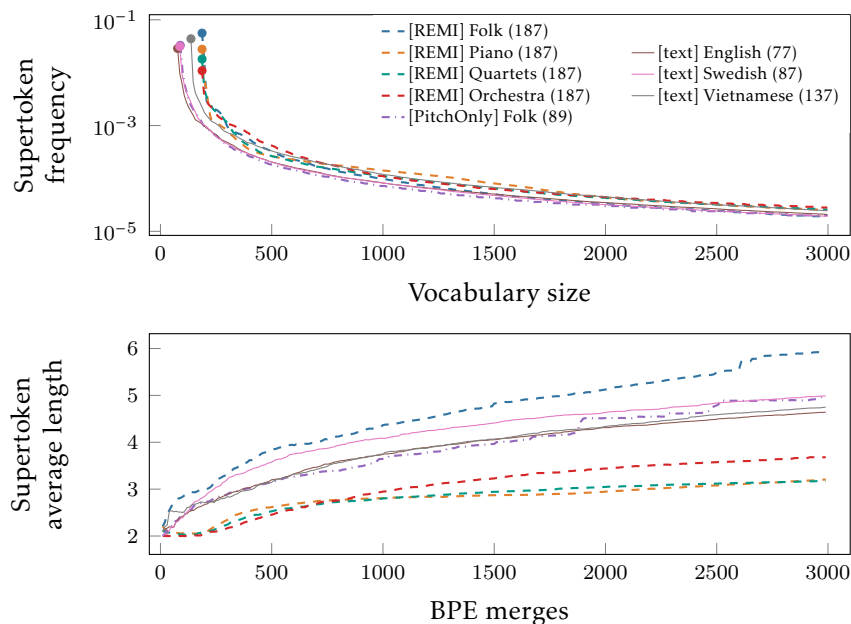 10⁻¹
10⁻³
10⁻⁵
Supertoken
frequency
[REMI] Folk (187)
[REMI] Piano (187)
[REMI] Quartets (187)
[REMI] Orchestra (187)
[PitchOnly] Folk (89)
[text] English (77)
[text] Swedish (87)
[text] Vietnamese (137)
0 500 1000 1500 2000 2500 3000
Vocabulary size
6
5
4
3
2
Supertoken
average length
0 500 1000 1500 2000 2500 3000
BPE merges